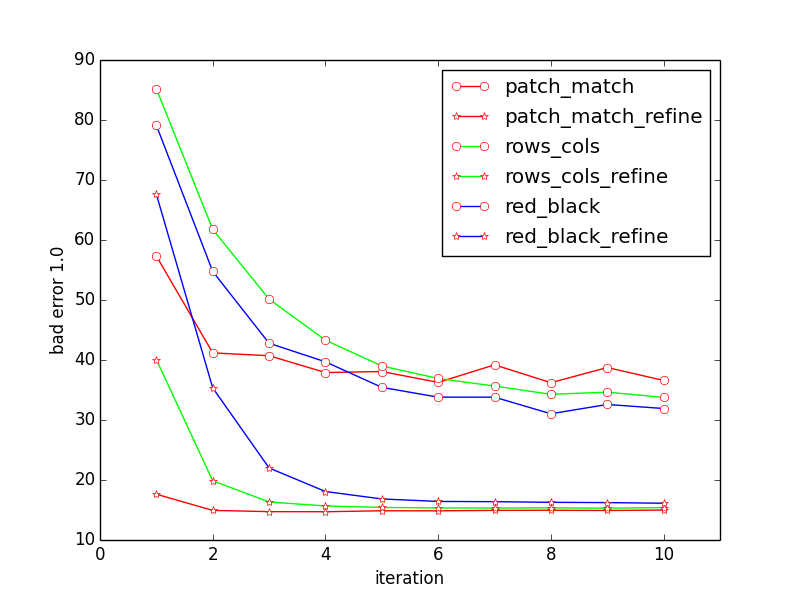 90
80
70
60
50
40
30
20
10
bad error 1.0
patch_match
patch_match_refine
rows_cols
rows_cols_refine
red_black
red_black_refine
0 2 4 6 8 10
iteration